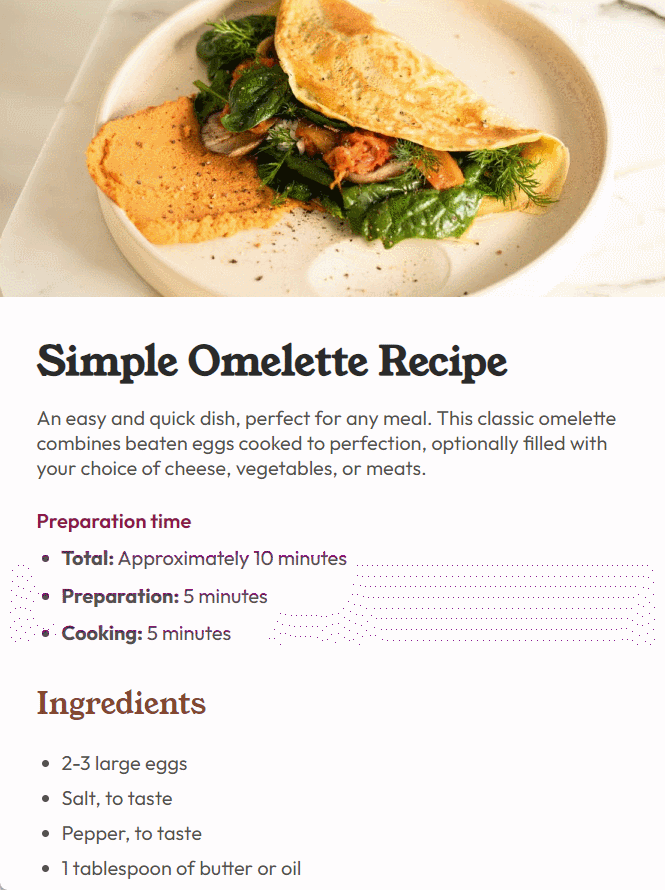 Simple Omelette Recipe
An easy and quick dish, perfect for any meal. This classic omelette
combines beaten eggs cooked to perfection, optionally filled with
your choice of cheese, vegetables, or meats.
Preparation time
Total: Approximately 10 minutes
Preparation: 5 minutes
Cooking: 5 minutes
Ingredients
2-3 large eggs
Salt, to taste
Pepper, to taste
1 tablespoon of butter or oil